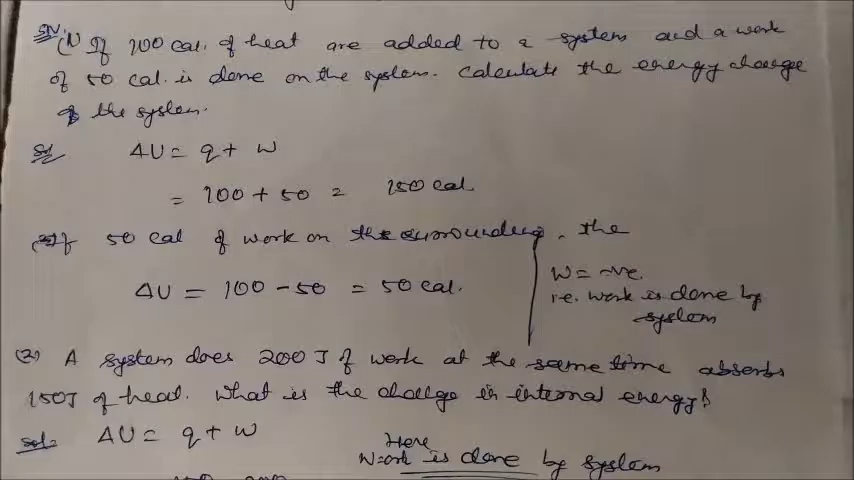 (1) If 100 cal. of heat are added to a system and a work
of 50 cal. is done on the system. Calculate the energy change
of the system.
Sol ΔU = q + w
= 100 + 50 = 150 cal
If 50 cal of work on the surrounding, the
ΔU = 100 - 50 = 50 cal.
W = -ve.
i.e. work is done by
system
(2) A system does 200 J of work at the same time absorbs
150J of heat. What is the change in internal energy?
Sol: ΔU = q + w
Here
Work is done by system